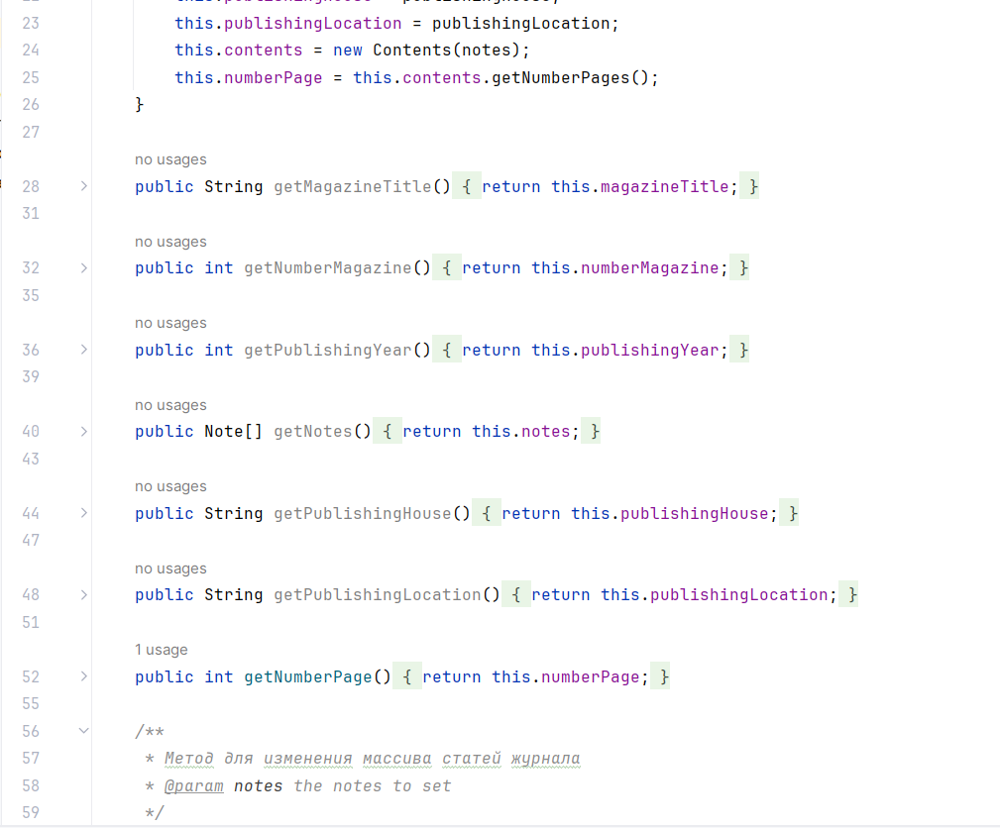 23 this.publishingLocation = publishingLocation;
24 this.contents = new Contents(notes);
25 this.numberPage = this.contents.getNumberPages();
26 }
27
no usages
28 public String getMagazineTitle() { return this.magazineTitle; }
31
no usages
32 public int getNumberMagazine() { return this.numberMagazine; }
35
no usages
36 public int getPublishingYear() { return this.publishingYear; }
39
no usages
40 public Note[] getNotes() { return this.notes; }
43
no usages
44 public String getPublishingHouse() { return this.publishingHouse; }
47
no usages
48 public String getPublishingLocation() { return this.publishingLocation; }
51
1 usage
52 public int getNumberPage() { return this.numberPage; }
55
56 /**
57 * Метод для изменения массива статей журнала
58 * @param notes the notes to set
59 */